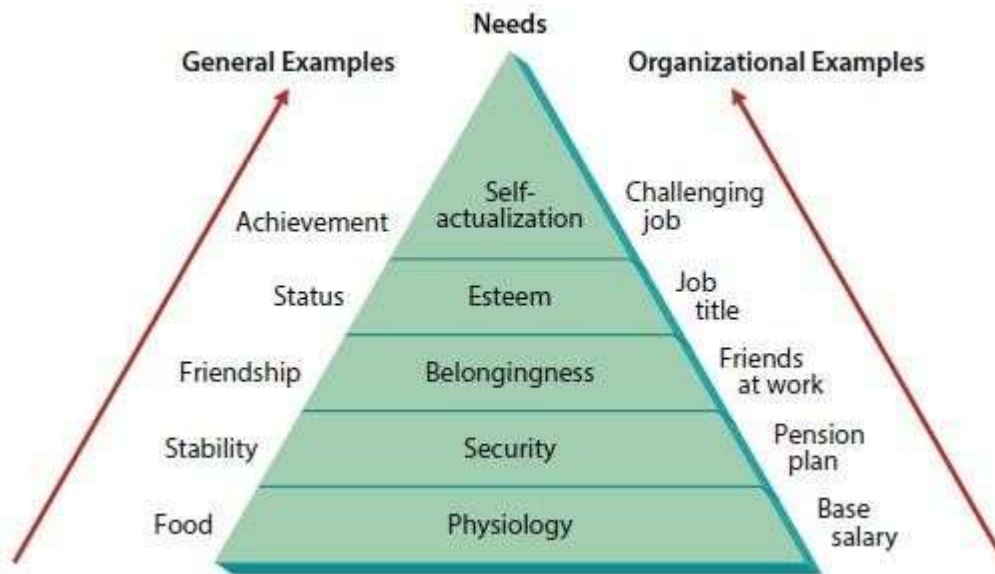 Needs
General Examples
Organizational Examples
Achievement
Self-
actualization
Challenging
job
Status
Esteem
Job
title
Friendship
Belongingness
Friends
at work
Stability
Security
Pension
plan
Food
Physiology
Base
salary